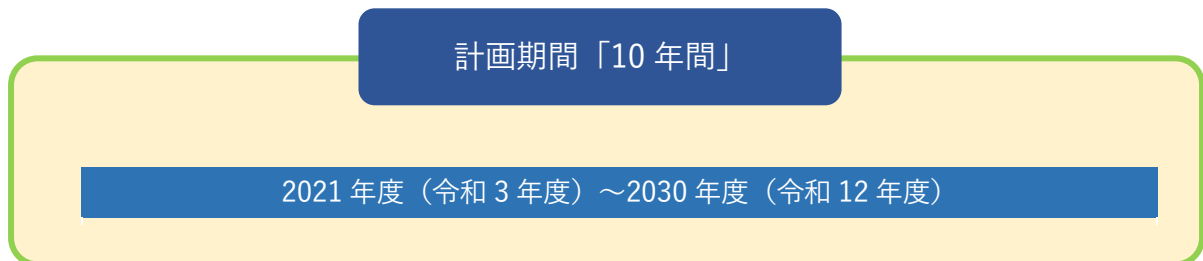 計画期間「10 年間」
2021 年度（令和 3 年度）～2030 年度（令和 12 年度）